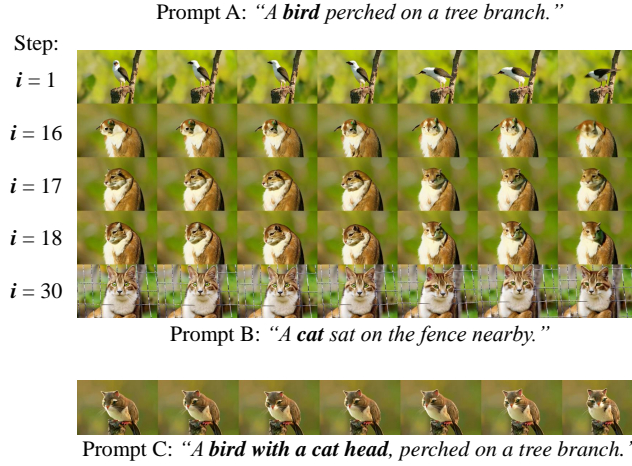 Prompt A: “A bird perched on a tree branch.”
Step:
i = 1
i = 16
i = 17
i = 18
i = 30
Prompt B: “A cat sat on the fence nearby.”
Prompt C: “A bird with a cat head, perched on a tree branch.”